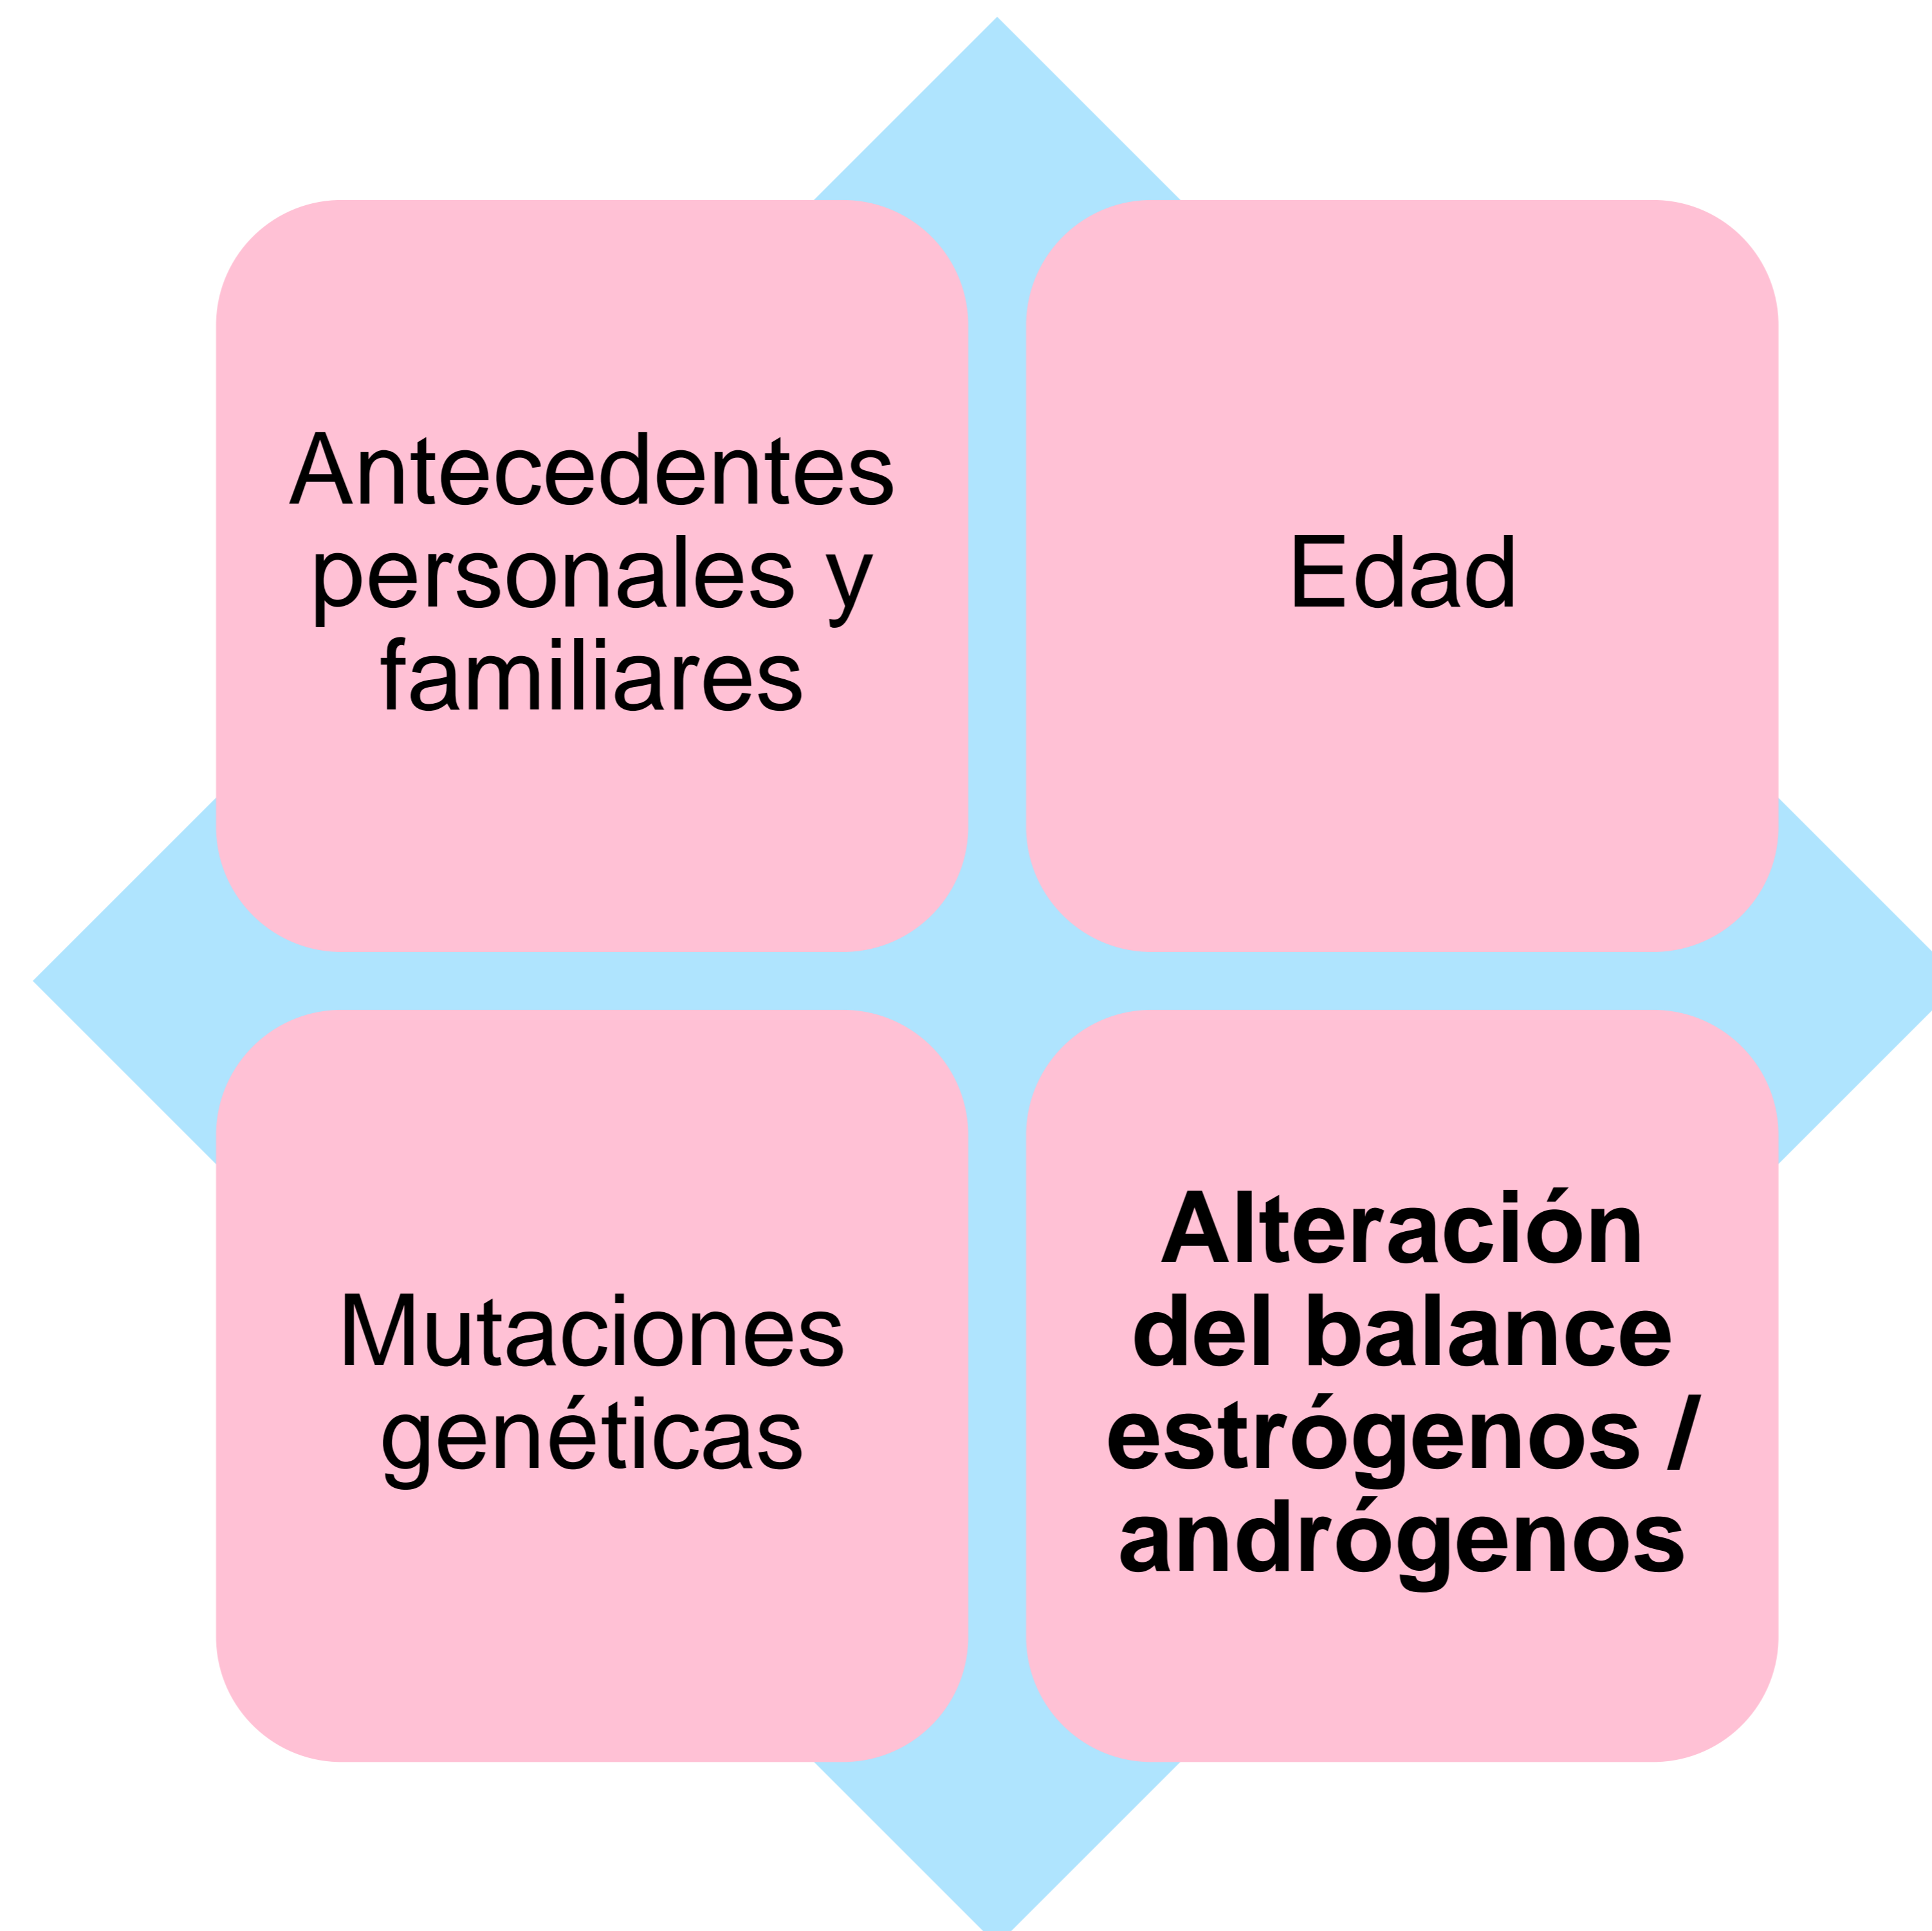 Antecedentes
personales y
familiares
Edad
Mutaciones
genéticas
Alteración
del balance
estrógenos /
andrógenos